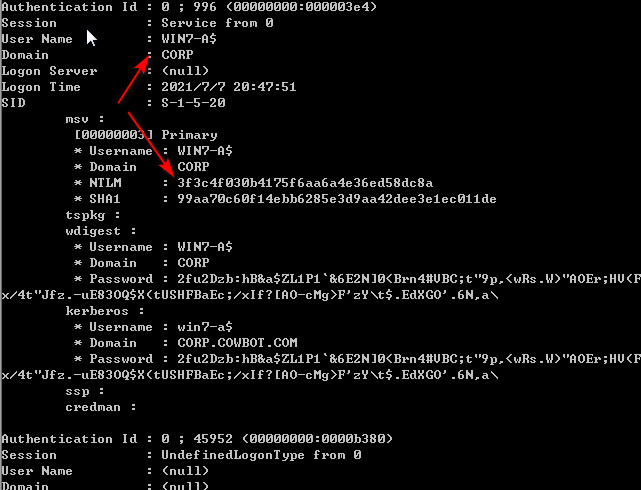 Authentication Id : 0 ; 996 (00000000:000003e4)
Session : Service from 0
User Name : WIN7-A$
Domain : CORP
Logon Server : (null)
Logon Time : 2021/7/7 20:47:51
SID : S-1-5-20
msv :
[00000003] Primary
* Username : WIN7-A$
* Domain : CORP
* NTLM : 3f3c4f030b4175f6aa6a4e36ed58dc8a
* SHA1 : 99aa70c60f14ebb6285e3d9aa42dee3e1ec011de
tspkg :
wdigest :
* Username : WIN7-A$
* Domain : CORP
* Password : 2fu2Dzb:hB&a$ZL1P1`&6E2N]0<Brn4#VBC;t"9p,<wRs.W)"AOEr;HV(F
x/4t"Jfz.-uE83OQ$X(tUSHFBaEc;/xIf?[AO-cMg>F'zY\t$.EdXGO'.6N,a\
kerberos :
* Username : win7-a$
* Domain : CORP.COWBOT.COM
* Password : 2fu2Dzb:hB&a$ZL1P1`&6E2N]0<Brn4#VBC;t"9p,<wRs.W)"AOEr;HV(F
x/4t"Jfz.-uE83OQ$X(tUSHFBaEc;/xIf?[AO-cMg>F'zY\t$.EdXGO'.6N,a\
ssp :
credman :
Authentication Id : 0 ; 45952 (00000000:0000b380)
Session : UndefinedLogonType from 0
User Name : (null)
Domain : (null)